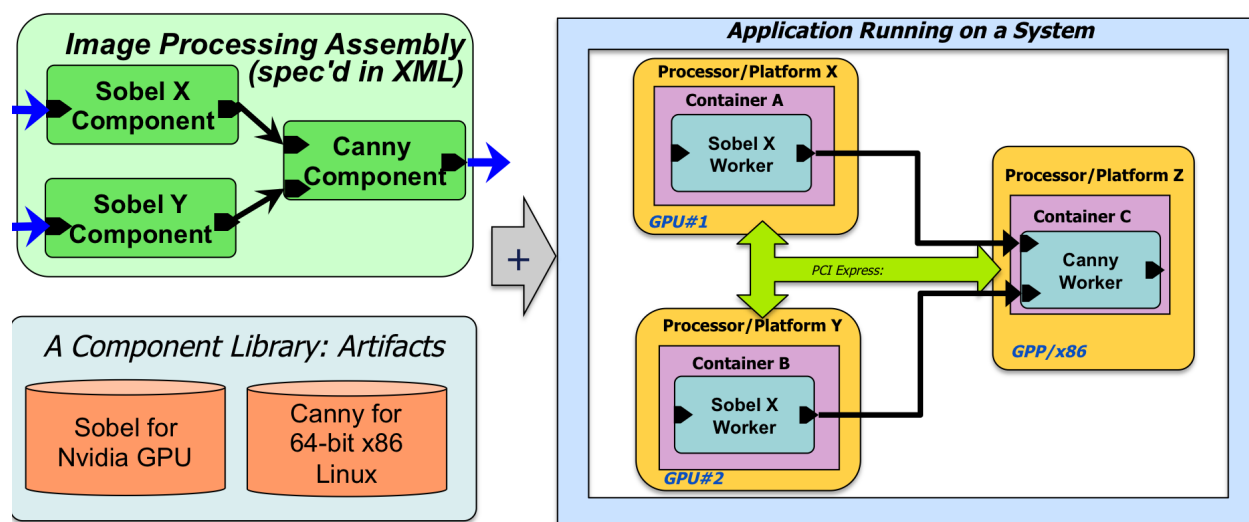 Image Processing Assembly
(spec'd in XML)
Sobel X
Component
Canny
Component
Sobel Y
Component
+
A Component Library: Artifacts
Sobel for
Nvidia GPU
Canny for
64-bit x86
Linux
Application Running on a System
Processor/Platform X
Container A
Sobel X
Worker
GPU#1
Processor/Platform Z
Container C
Canny
Worker
GPP/x86
PCI Express:
Processor/Platform Y
Container B
Sobel X
Worker
GPU#2